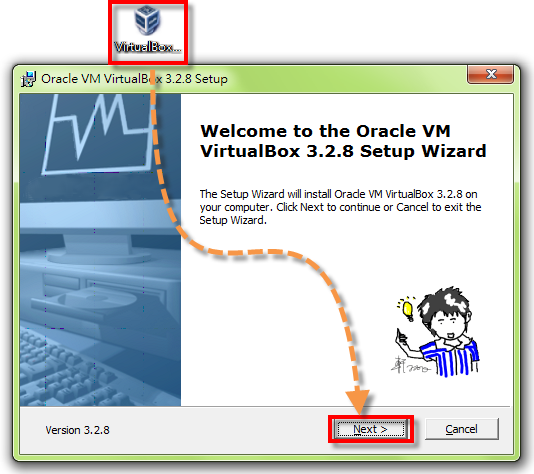 VirtualBox...
Oracle VM VirtualBox 3.2.8 Setup
Welcome to the Oracle VM
VirtualBox 3.2.8 Setup Wizard
The Setup Wizard will install Oracle VM VirtualBox 3.2.8 on
your computer. Click Next to continue or Cancel to exit the
Setup Wizard.
Version 3.2.8
Next >
Cancel